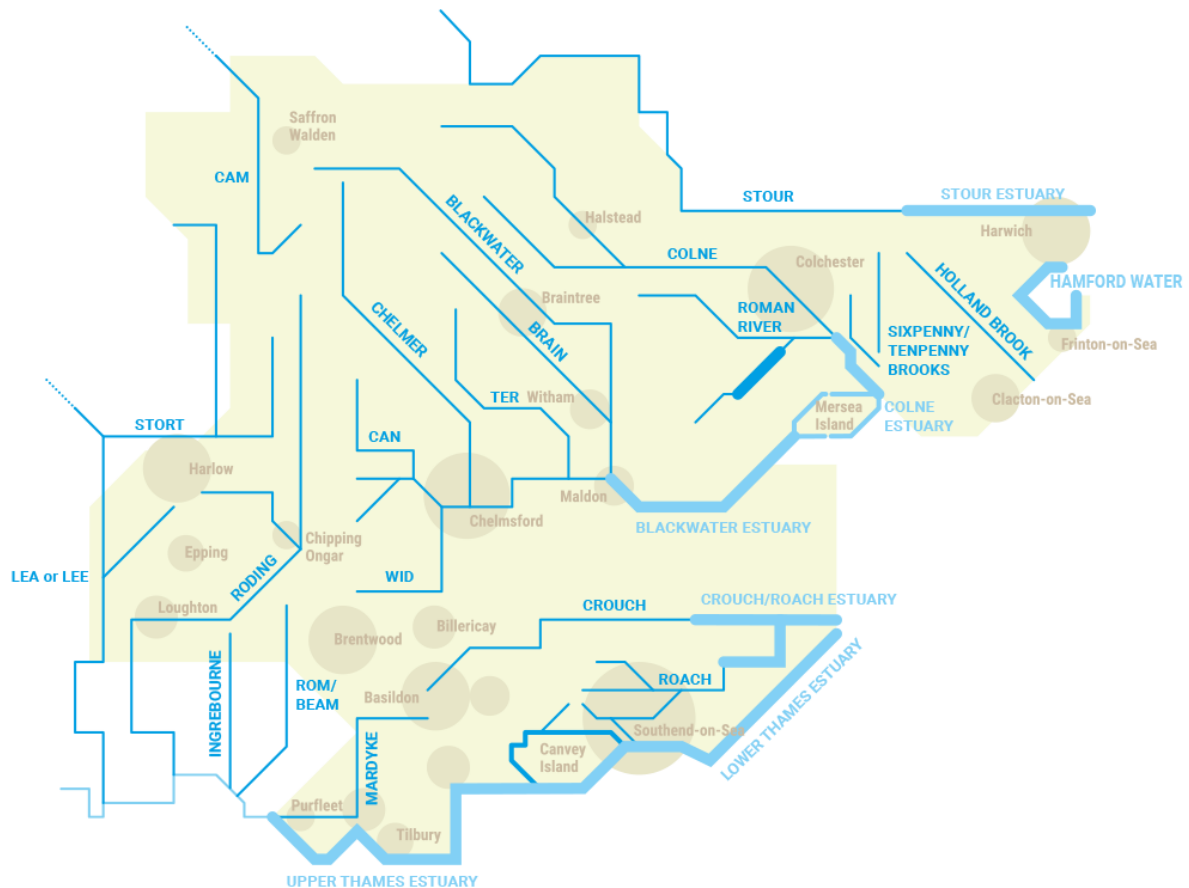 Saffron
Walden
CAM
STOUR
STOUR ESTUARY
BLACKWATER
Halstead
Harwich
COLNE
Colchester
HOLLAND BROOK
HAMFORD WATER
Braintree
CHELMER
BRAIN
ROMAN
RIVER
SIXPENNY/
TENPENNY
BROOKS
Frinton-on-Sea
TER
Witham
Mersea
Island
COLNE
ESTUARY
Clacton-on-Sea
STORT
CAN
Harlow
Maldon
Chelmsford
BLACKWATER ESTUARY
Epping
Chipping
Ongar
LEA or LEE
RODING
WID
Loughton
CROUCH
CROUCH/ROACH ESTUARY
Brentwood
Billericay
INGREBOURNE
ROM/
BEAM
Basildon
ROACH
LOWER THAMES ESTUARY
Southend-on-Sea
MARDYKE
Canvey
Island
Purfleet
Tilbury
UPPER THAMES ESTUARY